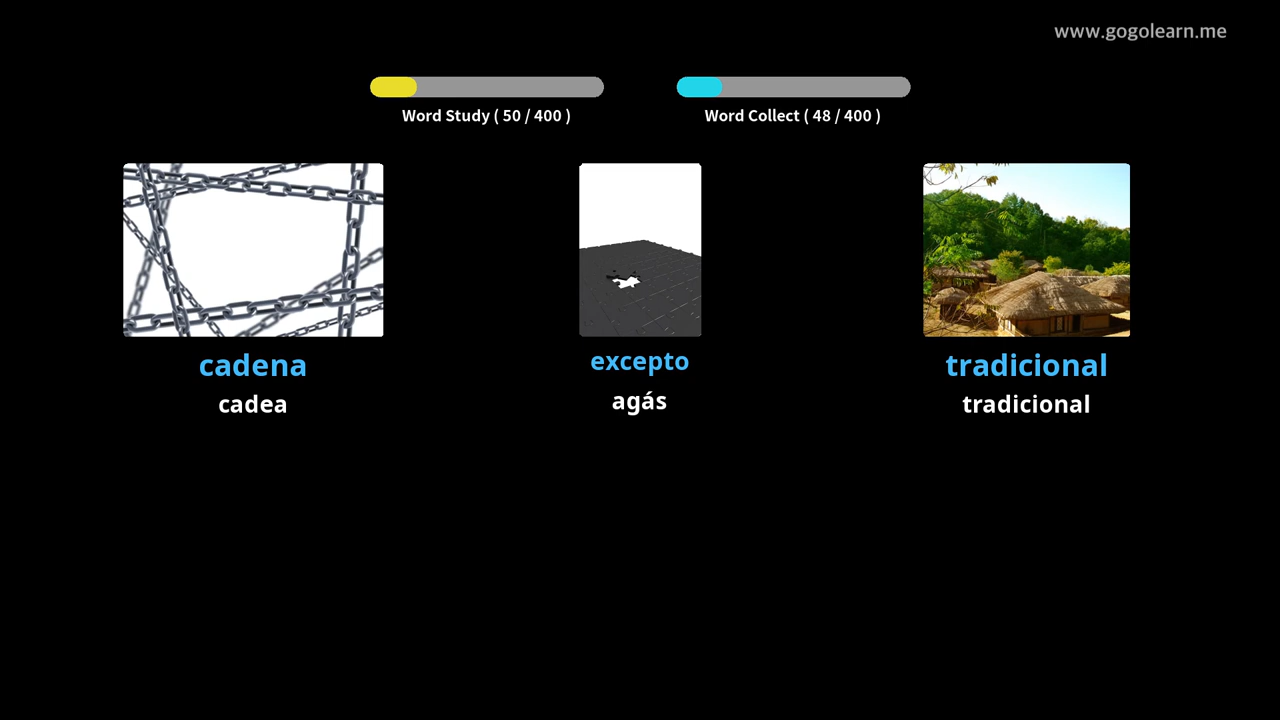 www.gogolearn.me
Word Study ( 50 / 400 )
Word Collect ( 48 / 400 )
cadena
excepto
tradicional
cadea
agás
tradicional